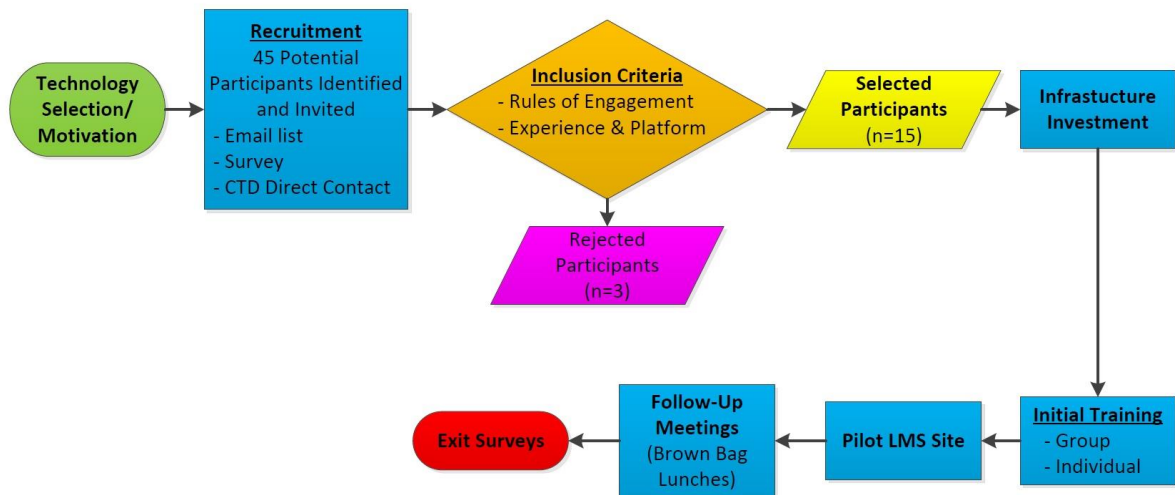 Technology
Selection/
Motivation
Recruitment
45 Potential
Participants Identified
and Invited
- Email list
- Survey
- CTD Direct Contact
Inclusion Criteria
- Rules of Engagement
- Experience & Platform
Rejected
Participants
(n=3)
Selected
Participants
(n=15)
Infrastucture
Investment
Initial Training
- Group
- Individual
Pilot LMS Site
Follow-Up
Meetings
(Brown Bag
Lunches)
Exit Surveys